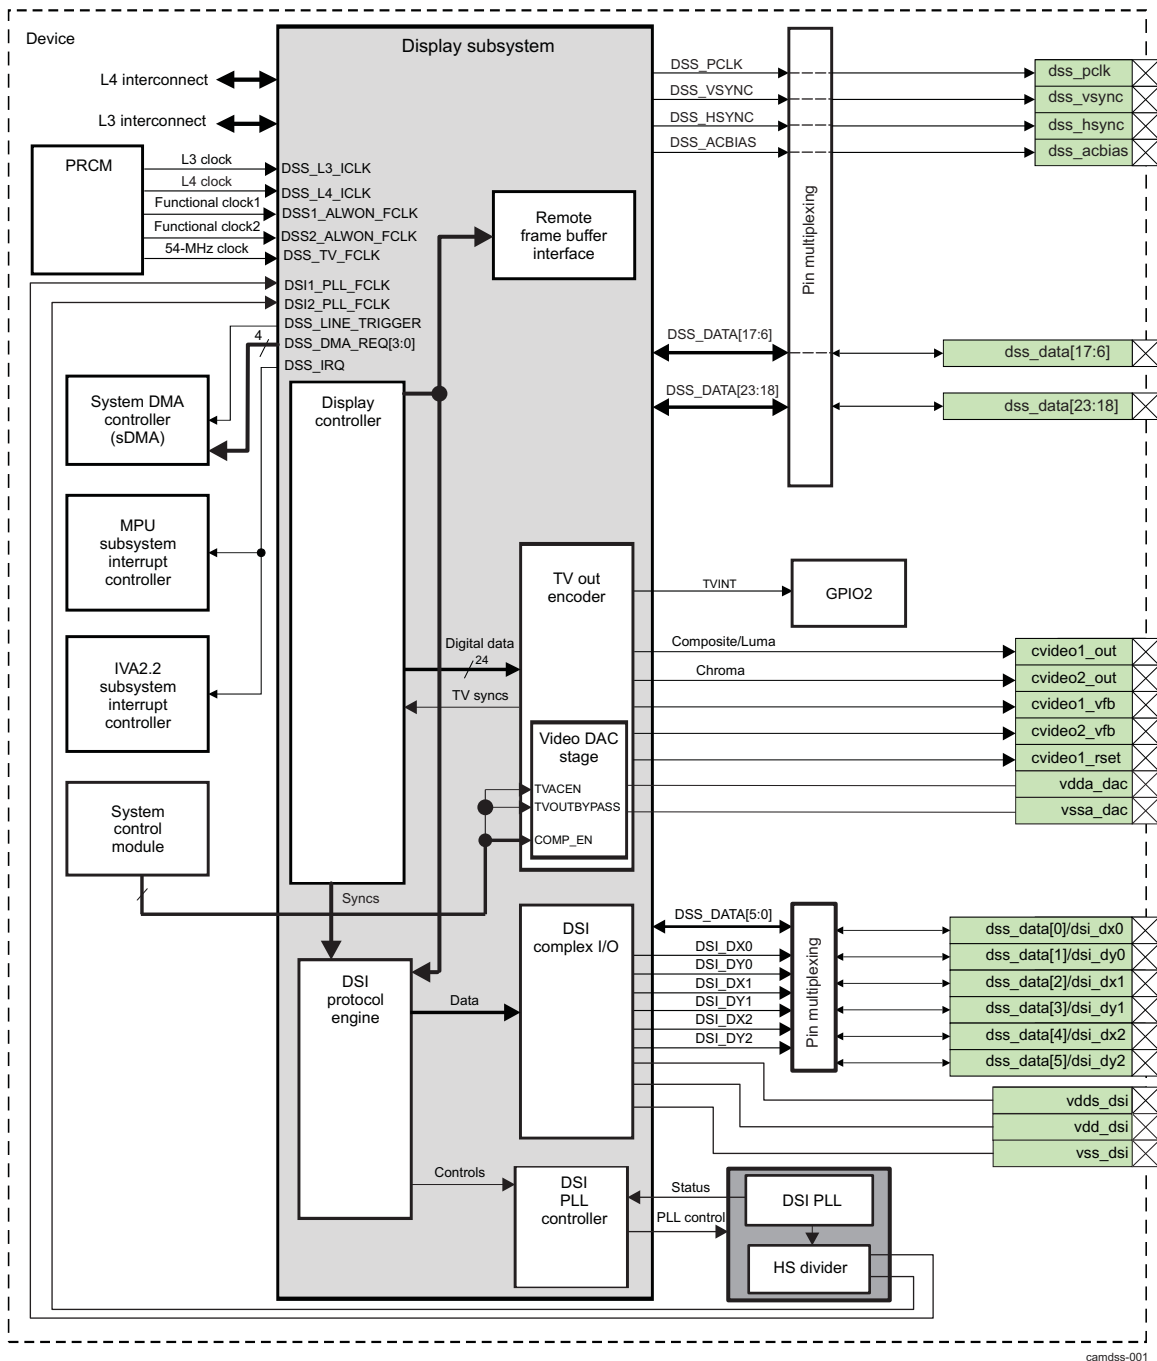 Device
Display subsystem
L4 interconnect
L3 interconnect
PRCM
L3 clock
L4 clock
Functional clock1
Functional clock2
54-MHz clock
DSS_L3_ICLK
DSS_L4_ICLK
DSS1_ALWON_FCLK
DSS2_ALWON_FCLK
DSS_TV_FCLK
DSI1_PLL_FCLK
DSI2_PLL_FCLK
DSS_LINE_TRIGGER
4
DSS_DMA_REQ[3:0]
DSS_IRQ
Remote
frame buffer
interface
DSS_PCLK
DSS_VSYNC
DSS_HSYNC
DSS_ACBIAS
Pin multiplexing
dss_pclk
dss_vsync
dss_hsync
dss_acbias
DSS_DATA[17:6]
dss_data[17:6]
DSS_DATA[23:18]
dss_data[23:18]
System DMA
controller
(sDMA)
Display
controller
MPU
subsystem
interrupt
controller
IVA2.2
subsystem
interrupt
controller
System
control
module
TV out
encoder
TVINT
GPIO2
Digital data
24
TV syncs
Composite/Luma
Chroma
cvideo1_out
cvideo2_out
cvideo1_vfb
cvideo2_vfb
cvideo1_rset
vdda_dac
vssa_dac
Video DAC
stage
TVACEN
TVOUTBYPASS
COMP_EN
Syncs
DSI
protocol
engine
Data
DSI
complex I/O
DSS_DATA[5:0]
DSI_DX0
DSI_DY0
DSI_DX1
DSI_DY1
DSI_DX2
DSI_DY2
Pin multiplexing
dss_data[0]/dsi_dx0
dss_data[1]/dsi_dy0
dss_data[2]/dsi_dx1
dss_data[3]/dsi_dy1
dss_data[4]/dsi_dx2
dss_data[5]/dsi_dy2
vdds_dsi
vdd_dsi
vss_dsi
Controls
DSI
PLL
controller
Status
PLL control
DSI PLL
HS divider
camdss-001